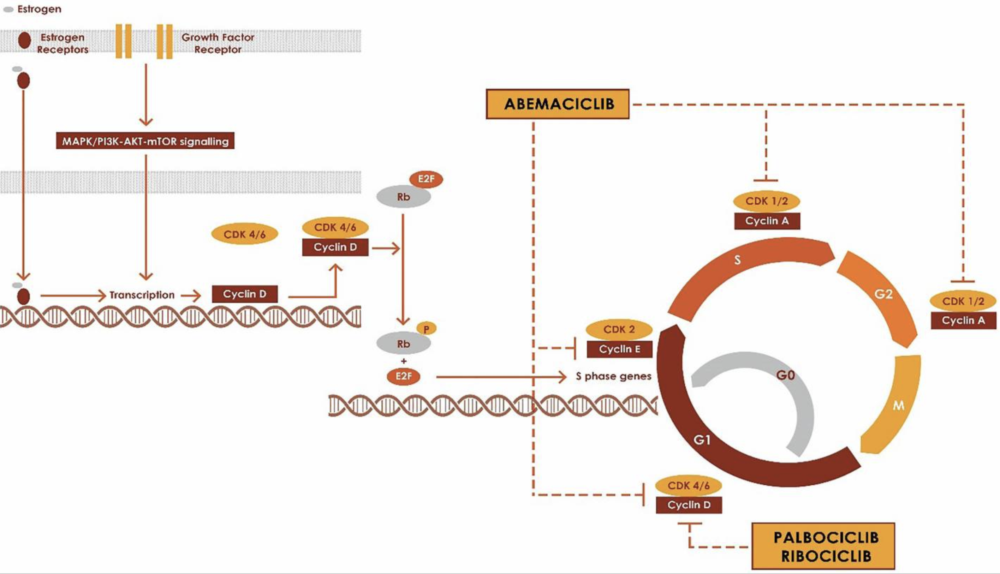 Estrogen
Estrogen
Receptors
Growth Factor
Receptor
MAPK/PI3K-AKT-mTOR signalling
CDK 4/6
CDK 4/6
Cyclin D
Transcription
Cyclin D
E2F
Rb
P
Rb
+
E2F
S phase genes
ABEMACICLIB
CDK 1/2
Cyclin A
CDK 1/2
Cyclin A
CDK 2
Cyclin E
S
G2
G0
M
G1
CDK 4/6
Cyclin D
PALBOCICLIB
RIBOCICLIB